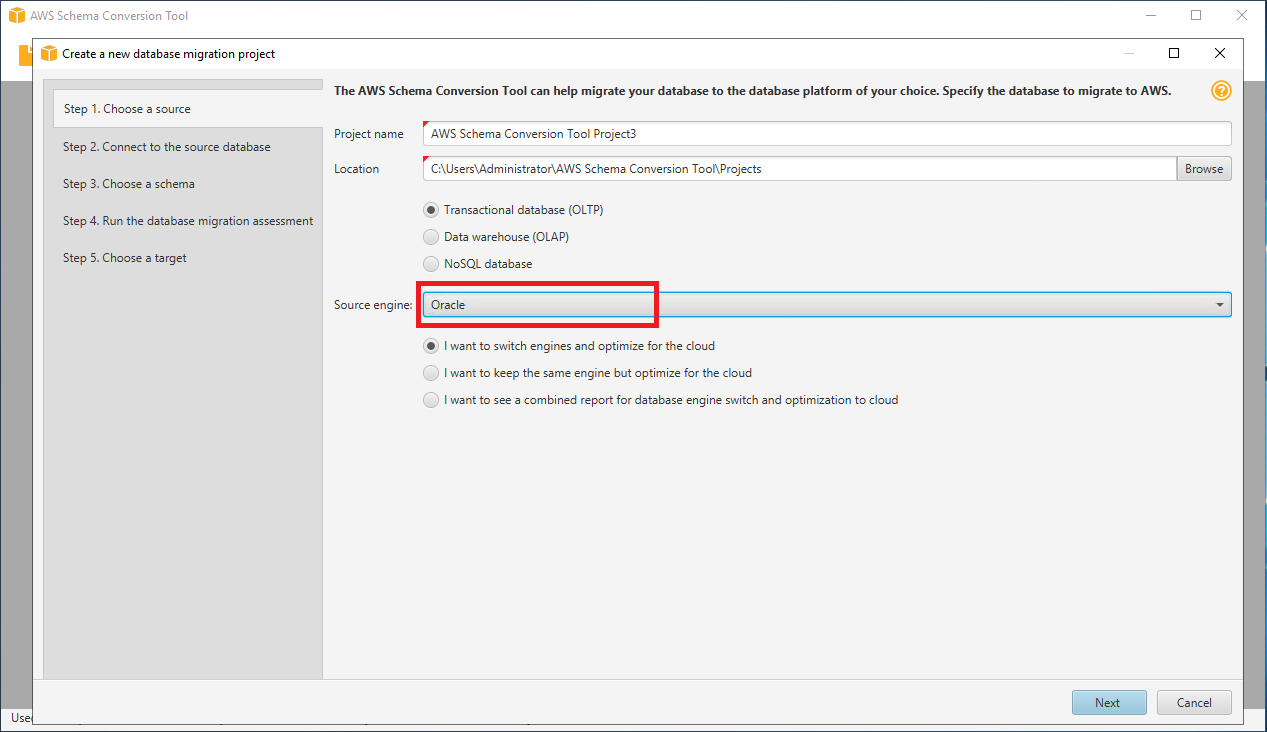 AWS Schema Conversion Tool
Create a new database migration project
Step 1. Choose a source
Step 2. Connect to the source database
Step 3. Choose a schema
Step 4. Run the database migration assessment
Step 5. Choose a target
The AWS Schema Conversion Tool can help migrate your database to the database platform of your choice. Specify the database to migrate to AWS.
Project name AWS Schema Conversion Tool Project3
Location C:\Users\Administrator\AWS Schema Conversion Tool\Projects Browse
Transactional database (OLTP)
Data warehouse (OLAP)
NoSQL database
Source engine: Oracle
I want to switch engines and optimize for the cloud
I want to keep the same engine but optimize for the cloud
I want to see a combined report for database engine switch and optimization to cloud
Next Cancel